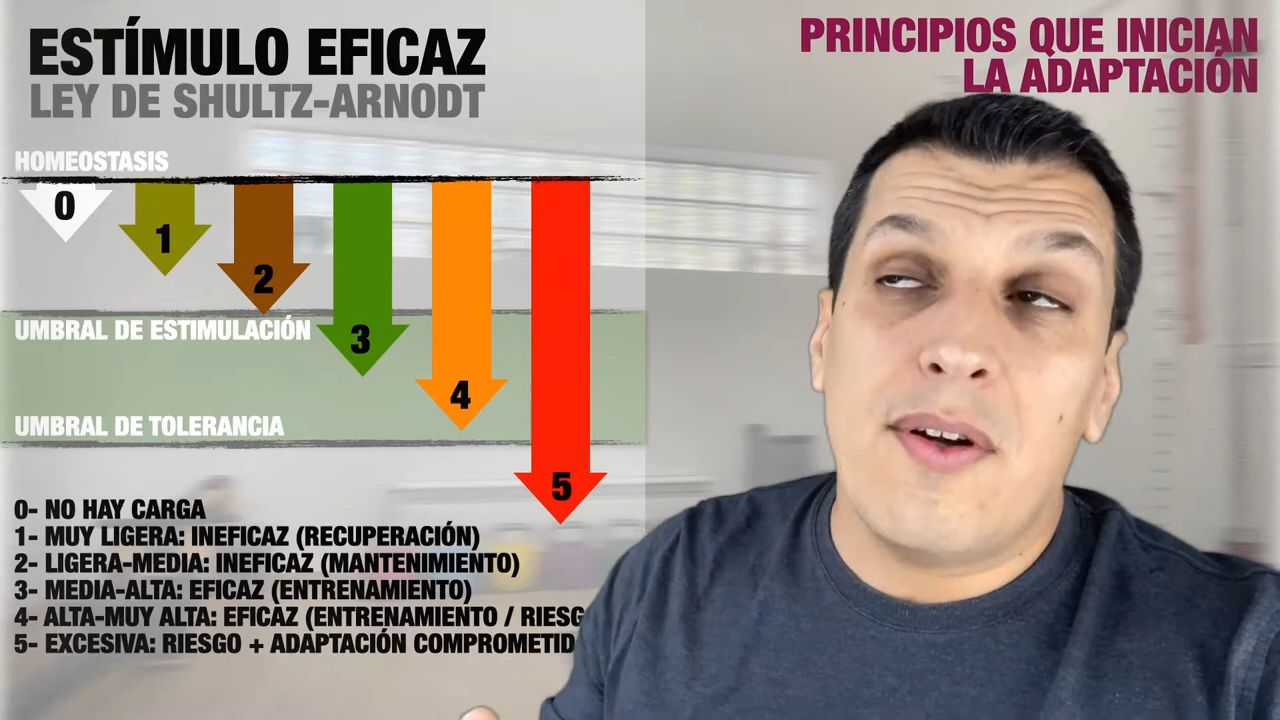 ESTÍMULO EFICAZ
LEY DE SHULTZ-ARNODT
PRINCIPIOS QUE INICIAN
LA ADAPTACIÓN
HOMEOSTASIS
0
1
2
3
4
5
UMBRAL DE ESTIMULACIÓN
UMBRAL DE TOLERANCIA
0- NO HAY CARGA
1- MUY LIGERA: INEFICAZ (RECUPERACIÓN)
2- LIGERA-MEDIA: INEFICAZ (MANTENIMIENTO)
3- MEDIA-ALTA: EFICAZ (ENTRENAMIENTO)
4- ALTA-MUY ALTA: EFICAZ (ENTRENAMIENTO / RIESG
5- EXCESIVA: RIESGO + ADAPTACIÓN COMPROMETID